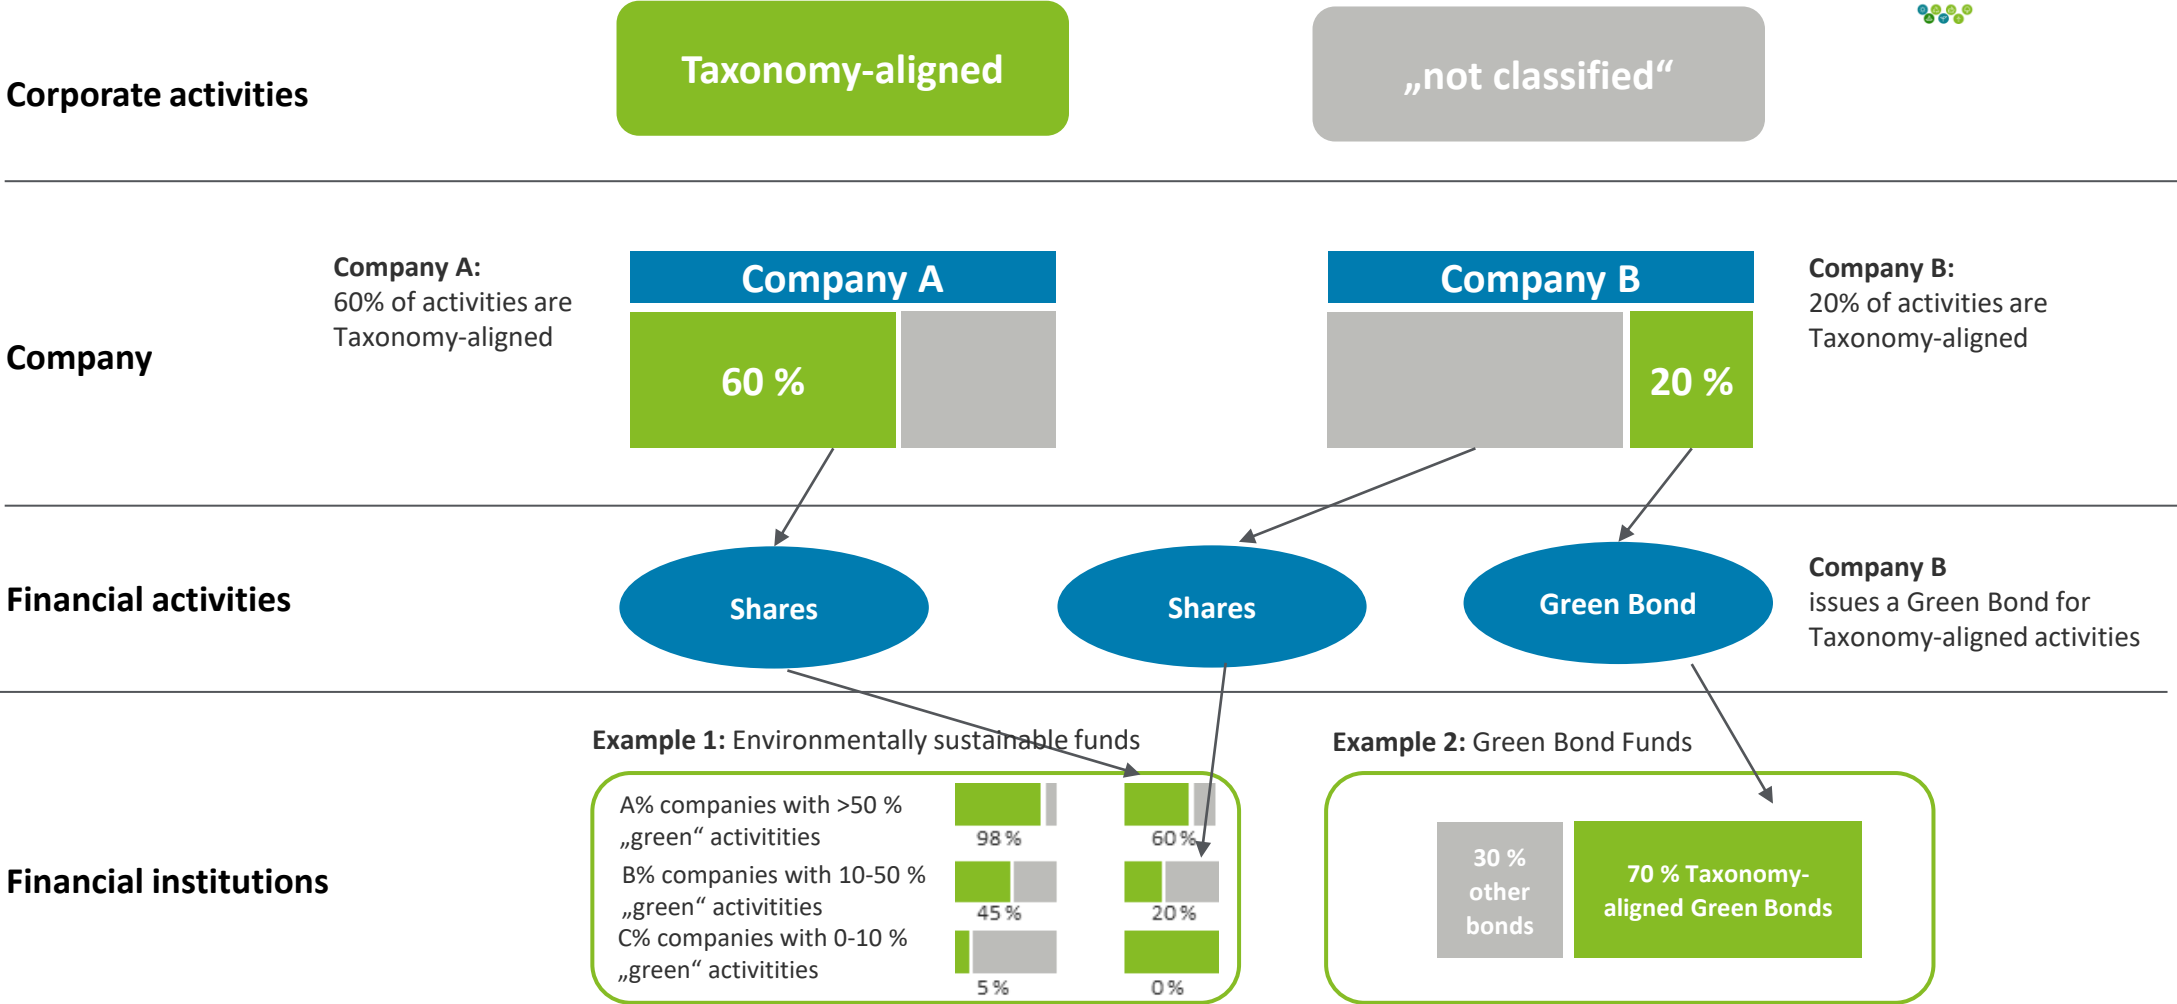 Taxonomy-aligned
„not classified“
Corporate activities
Company A:
60% of activities are
Taxonomy-aligned
Company A
Company B
Company B:
20% of activities are
Taxonomy-aligned
Company
60 %
20 %
Financial activities
Shares
Shares
Green Bond
Company B
issues a Green Bond for
Taxonomy-aligned activities
Example 1: Environmentally sustainable funds
Example 2: Green Bond Funds
Financial institutions
A% companies with >50 %
„green“ activitities
98 %
60 %
B% companies with 10-50 %
„green“ activitities
45 %
20 %
C% companies with 0-10 %
„green“ activitities
5 %
0 %
30 %
other
bonds
70 % Taxonomy-
aligned Green Bonds